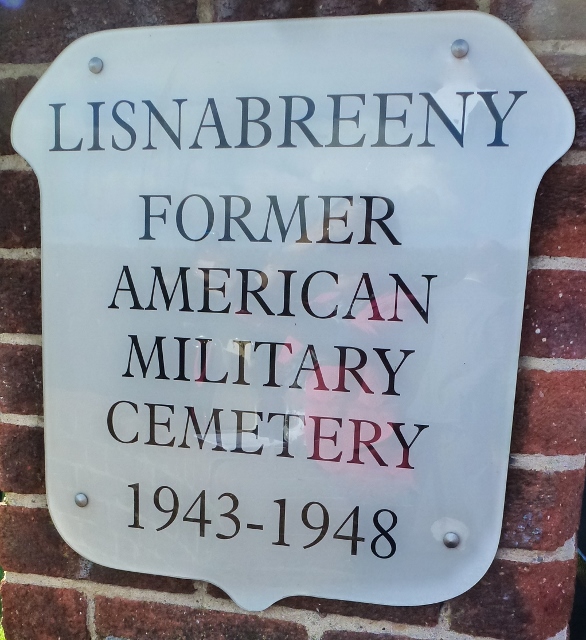 LISNABREENY
FORMER
AMERICAN
MILITARY
CEMETERY
1943-1948